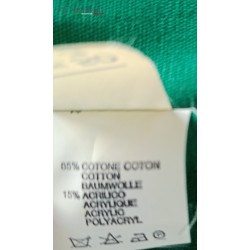 85% COTONE COTON
COTTON
BAUMWOLLE
15% ACRILICO
ACRYLIQUE
ACRYLIC
POLYACRYL